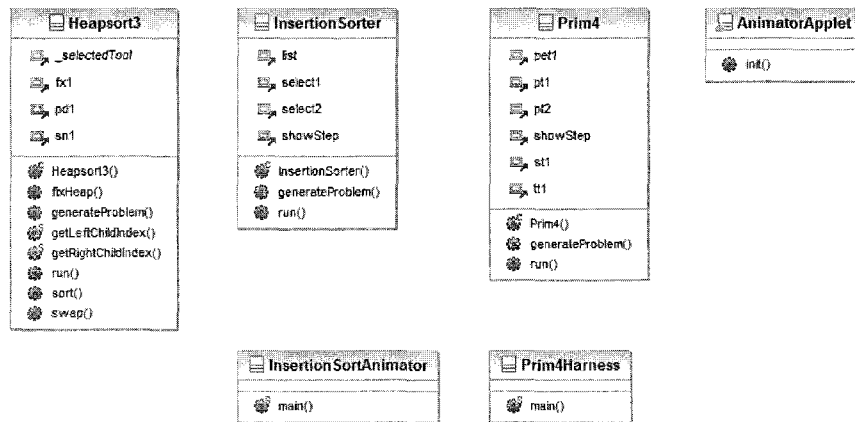 Heapsort3
_selectedTool
fx1
pd1
sn1
Heapsort3()
fixHeap()
generateProblem()
getLeftChildIndex()
getRightChildIndex()
run()
sort()
swap()
InsertionSorter
list
select1
select2
showStep
InsertionSorter()
generateProblem()
run()
Prim4
pet1
pt1
pt2
showStep
st1
tt1
Prim4()
generateProblem()
run()
AnimatorApplet
init()
InsertionSortAnimator
main()
Prim4Harness
main()